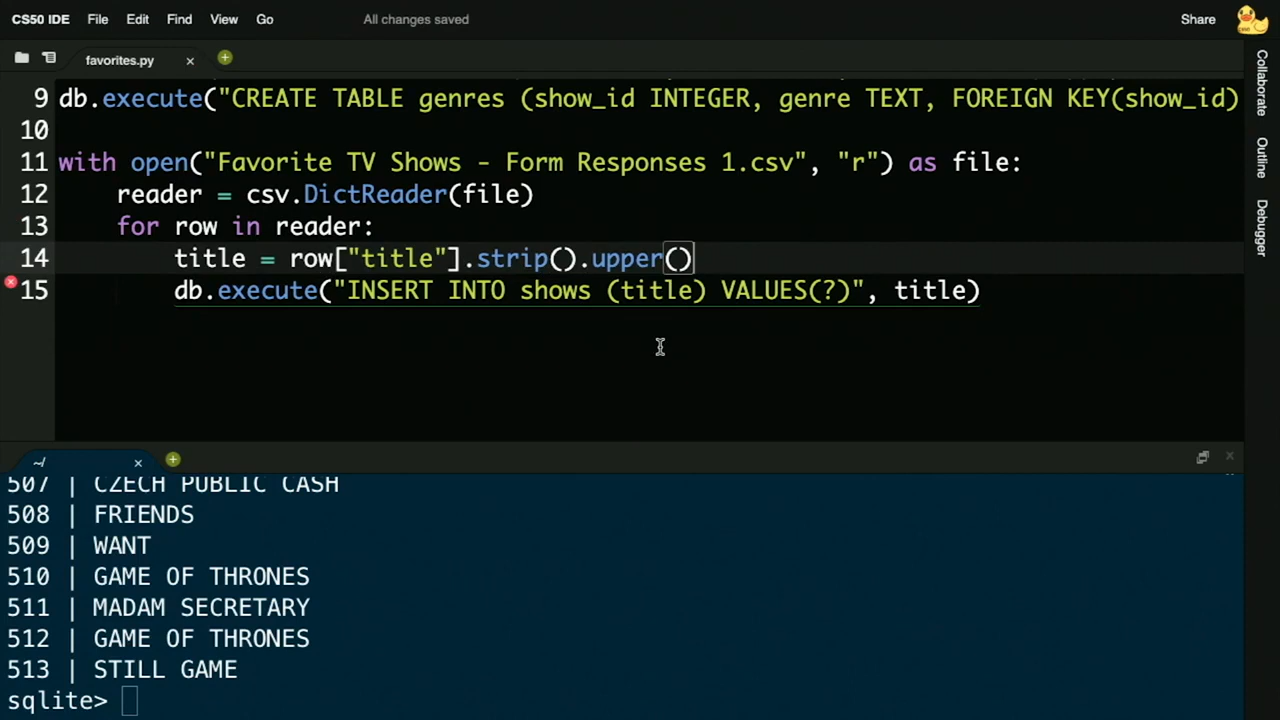 CS50 IDE File Edit Find View Go All changes saved Share
favorites.py
9 db.execute("CREATE TABLE genres (show_id INTEGER, genre TEXT, FOREIGN KEY(show_id)
10
11 with open("Favorite TV Shows - Form Responses 1.csv", "r") as file:
12 reader = csv.DictReader(file)
13 for row in reader:
14 title = row["title"].strip().upper()
15 db.execute("INSERT INTO shows (title) VALUES(?)", title)
Collaborate
Outline
Debugger
~/
507 | CZECH PUBLIC CASH
508 | FRIENDS
509 | WANT
510 | GAME OF THRONES
511 | MADAM SECRETARY
512 | GAME OF THRONES
513 | STILL GAME
sqlite>